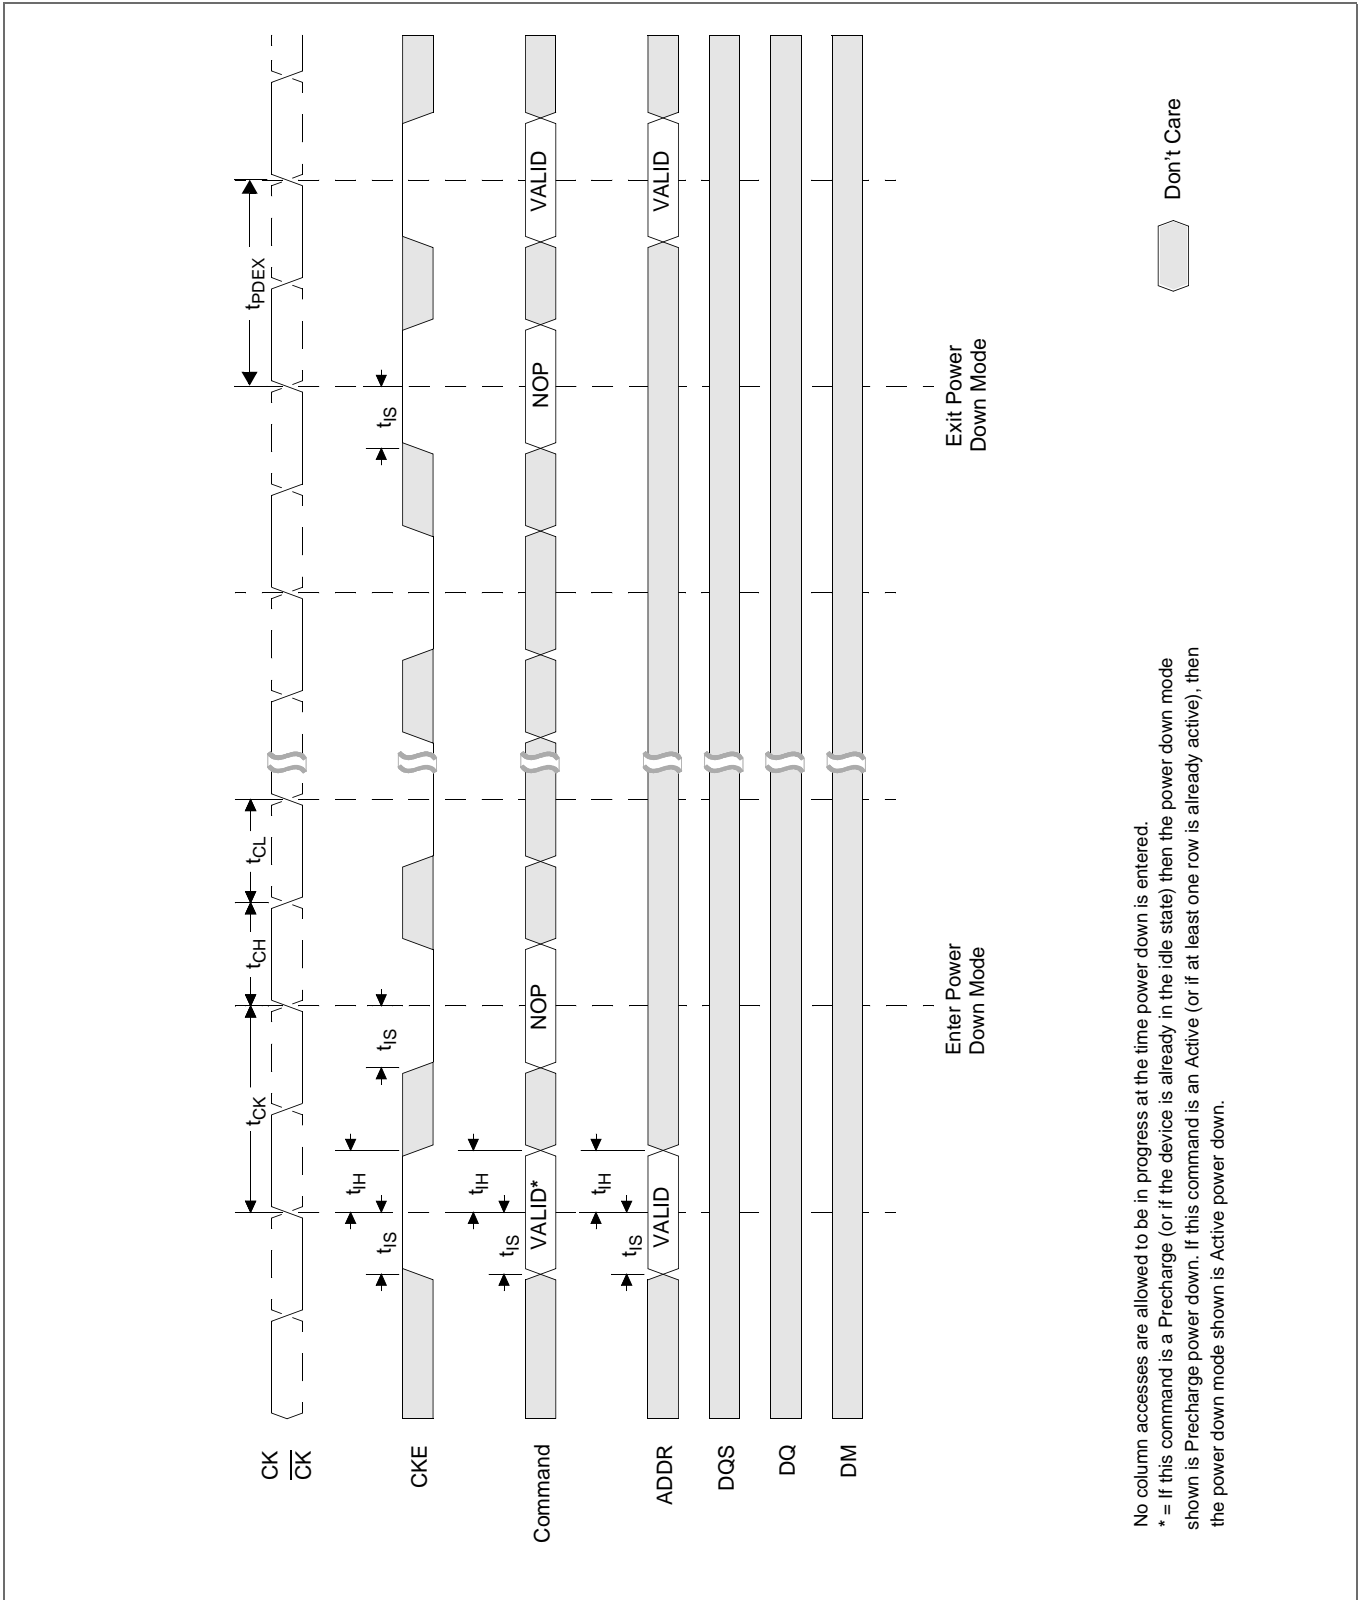 tCK
tCH
tCL
tPDEX
CK
CK
tIS
tIH
tIS
tIS
CKE
tIS
tIH
Command
VALID*
NOP
NOP
VALID
tIS
tIH
ADDR
VALID
VALID
DQS
DQ
DM
Enter Power
Down Mode
Exit Power
Down Mode
No column accesses are allowed to be in progress at the time power down is entered.
* = If this command is a Precharge (or if the device is already in the idle state) then the power down mode
shown is Precharge power down. If this command is an Active (or if at least one row is already active), then
the power down mode shown is Active power down.
Don't Care